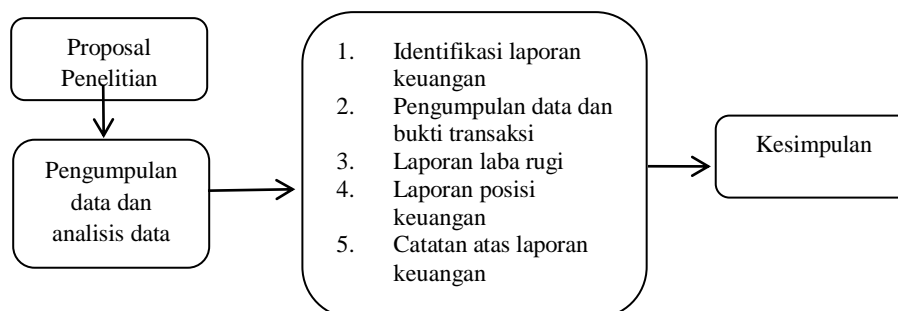 Proposal
Penelitian
Pengumpulan
data dan
analisis data
1. Identifikasi laporan
keuangan
2. Pengumpulan data dan
bukti transaksi
3. Laporan laba rugi
4. Laporan posisi
keuangan
5. Catatan atas laporan
keuangan
Kesimpulan